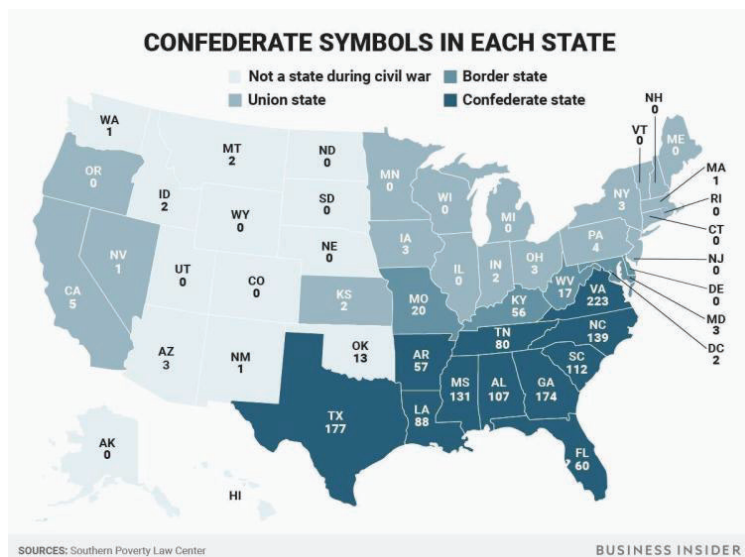 CONFEDERATE SYMBOLS IN EACH STATE
Not a state during civil war
Border state
Union state
Confederate state
WA
1
OR
0
CA
5
NV
1
ID
2
MT
2
WY
0
UT
0
CO
0
AZ
3
NM
1
ND
0
SD
0
NE
0
KS
2
OK
13
TX
177
MN
0
IA
3
MO
20
AR
57
LA
88
WI
0
IL
0
MI
0
IN
2
OH
3
KY
56
TN
80
MS
131
AL
107
GA
174
FL
60
SC
112
NC
139
VA
223
WV
17
PA
4
NY
3
VT
0
NH
0
ME
0
MA
1
RI
0
CT
0
NJ
0
DE
0
MD
3
DC
2
AK
0
HI
SOURCES: Southern Poverty Law Center
BUSINESS INSIDER